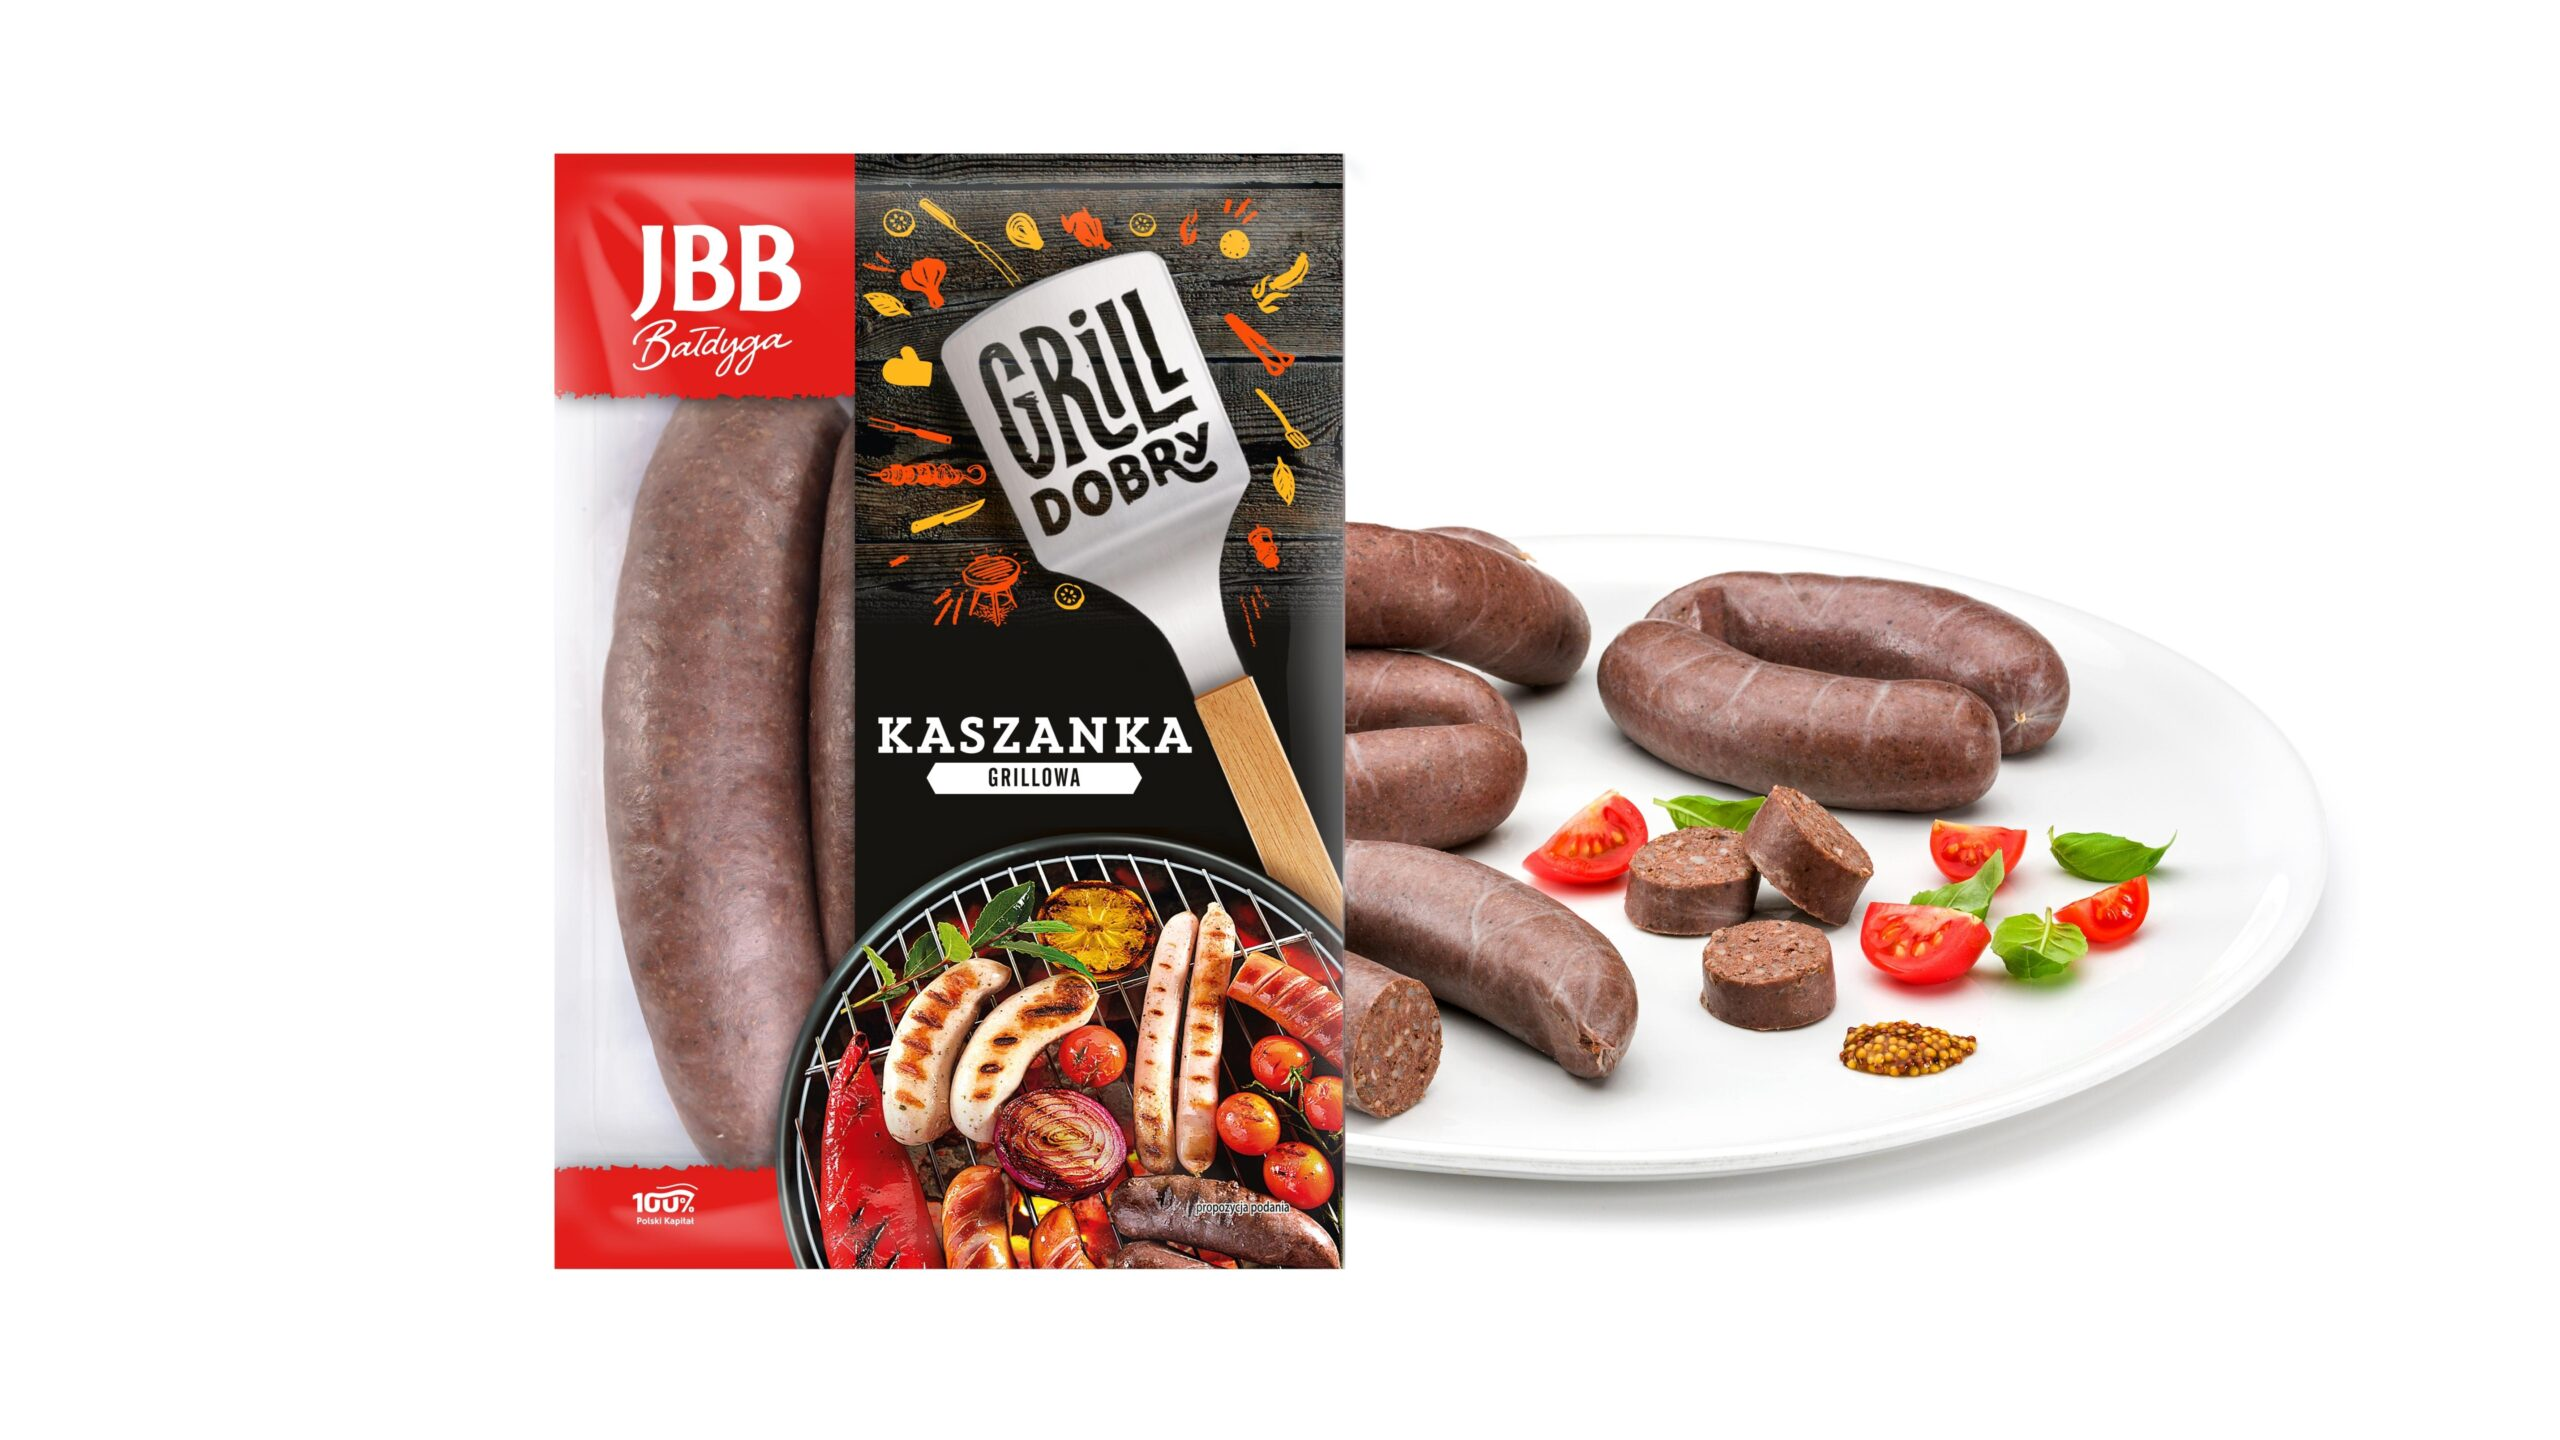 JBB
Bałdyga
GRILL
DOBRY
KASZANKA
GRILLOWA
100%
Polski Kapitał
propozycja podania